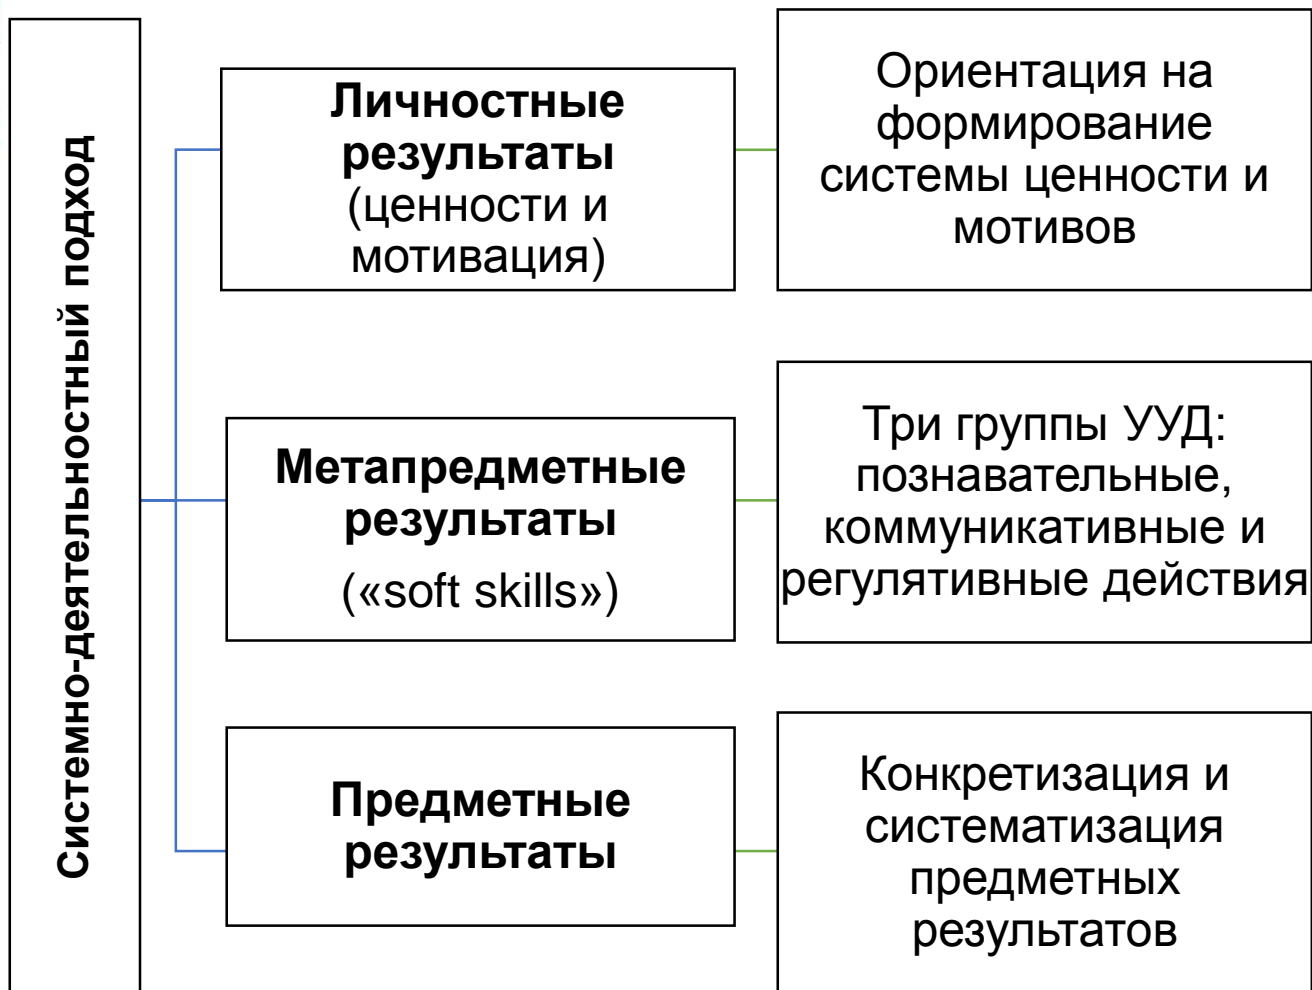 Системно-деятельностный подход
Личностные
результаты
(ценности и
мотивация)
Ориентация на
формирование
системы ценности и
мотивов
Метапредметные
результаты
(«soft skills»)
Три группы УУД:
познавательные,
коммуникативные и
регулятивные действия
Предметные
результаты
Конкретизация и
систематизация
предметных
результатов